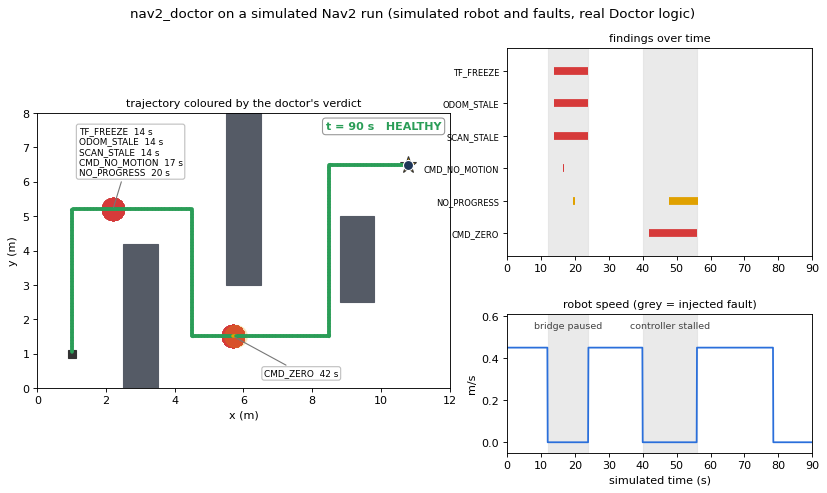 nav2_doctor on a simulated Nav2 run (simulated robot and faults, real Doctor logic)
trajectory coloured by the doctor's verdict
t = 90 s   HEALTHY
TF_FREEZE  14 s
ODOM_STALE  14 s
SCAN_STALE  14 s
CMD_NO_MOTION  17 s
NO_PROGRESS  20 s
CMD_ZERO  42 s
8
7
6
5
4
3
2
1
0
y (m)
0 2 4 6 8 10 12
x (m)
findings over time
TF_FREEZE
ODOM_STALE
SCAN_STALE
CMD_NO_MOTION
NO_PROGRESS
CMD_ZERO
0 10 20 30 40 50 60 70 80 90
robot speed (grey = injected fault)
bridge paused controller stalled
0.6
0.4
0.2
0.0
m/s
0 10 20 30 40 50 60 70 80 90
simulated time (s)